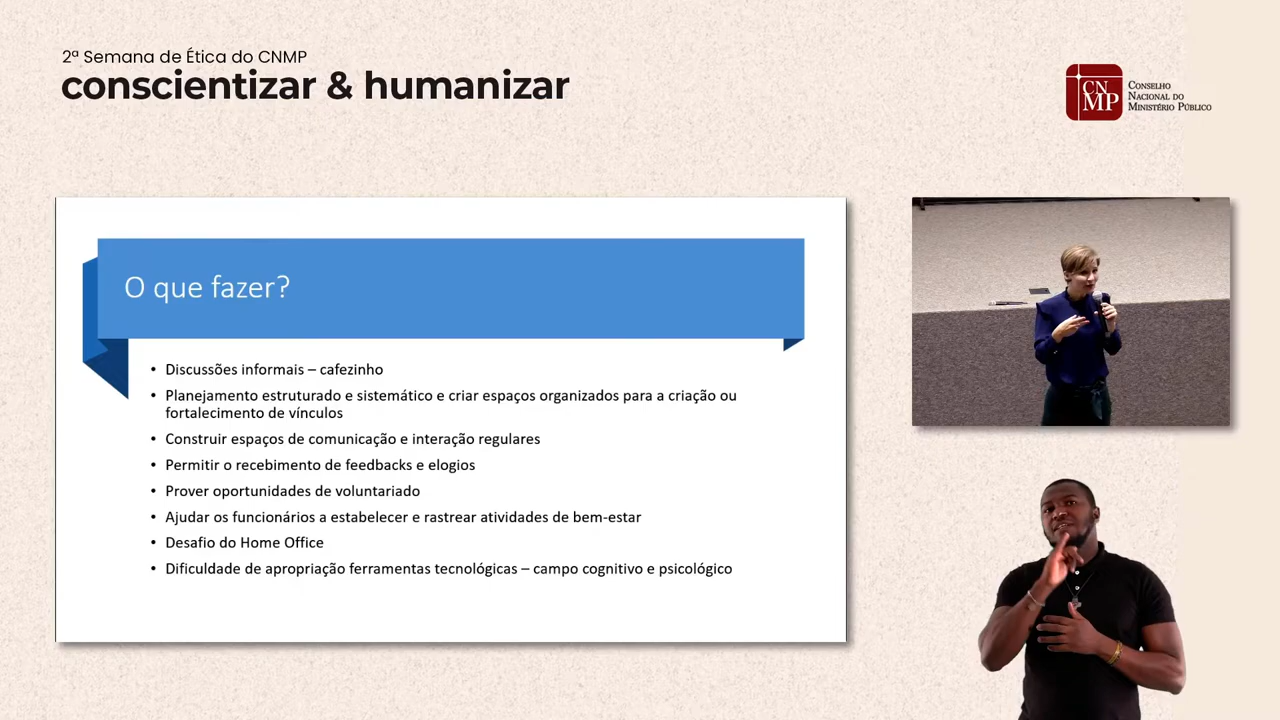 2ª Semana de Ética do CNMP
conscientizar & humanizar
CN
MP
Conselho
Nacional do
Ministério Público
O que fazer?
• Discussões informais – cafezinho
• Planejamento estruturado e sistemático e criar espaços organizados para a criação ou
fortalecimento de vínculos
• Construir espaços de comunicação e interação regulares
• Permitir o recebimento de feedbacks e elogios
• Prover oportunidades de voluntariado
• Ajudar os funcionários a estabelecer e rastrear atividades de bem-estar
• Desafio do Home Office
• Dificuldade de apropriação ferramentas tecnológicas – campo cognitivo e psicológico